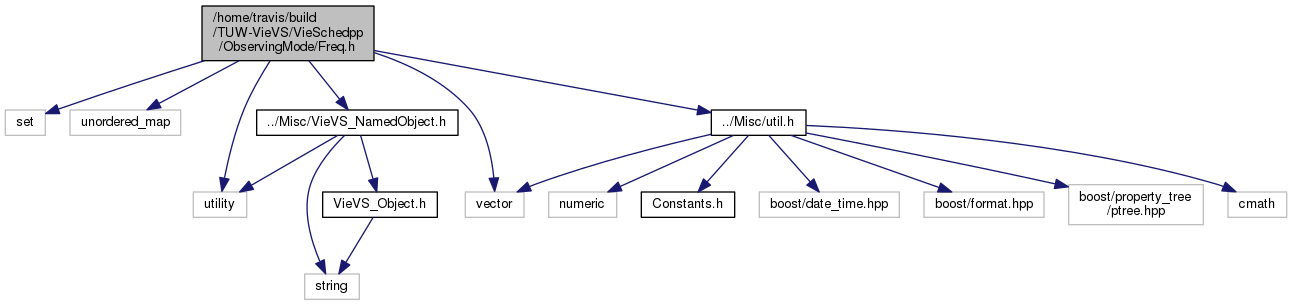 /home/travis/build
/TUW-VieVS/VieSchedpp
/ObservingMode/Freq.h
set
unordered_map
../Misc/VieVS_NamedObject.h
../Misc/util.h
utility
VieVS_Object.h
vector
numeric
Constants.h
boost/date_time.hpp
boost/format.hpp
boost/property_tree
/ptree.hpp
cmath
string